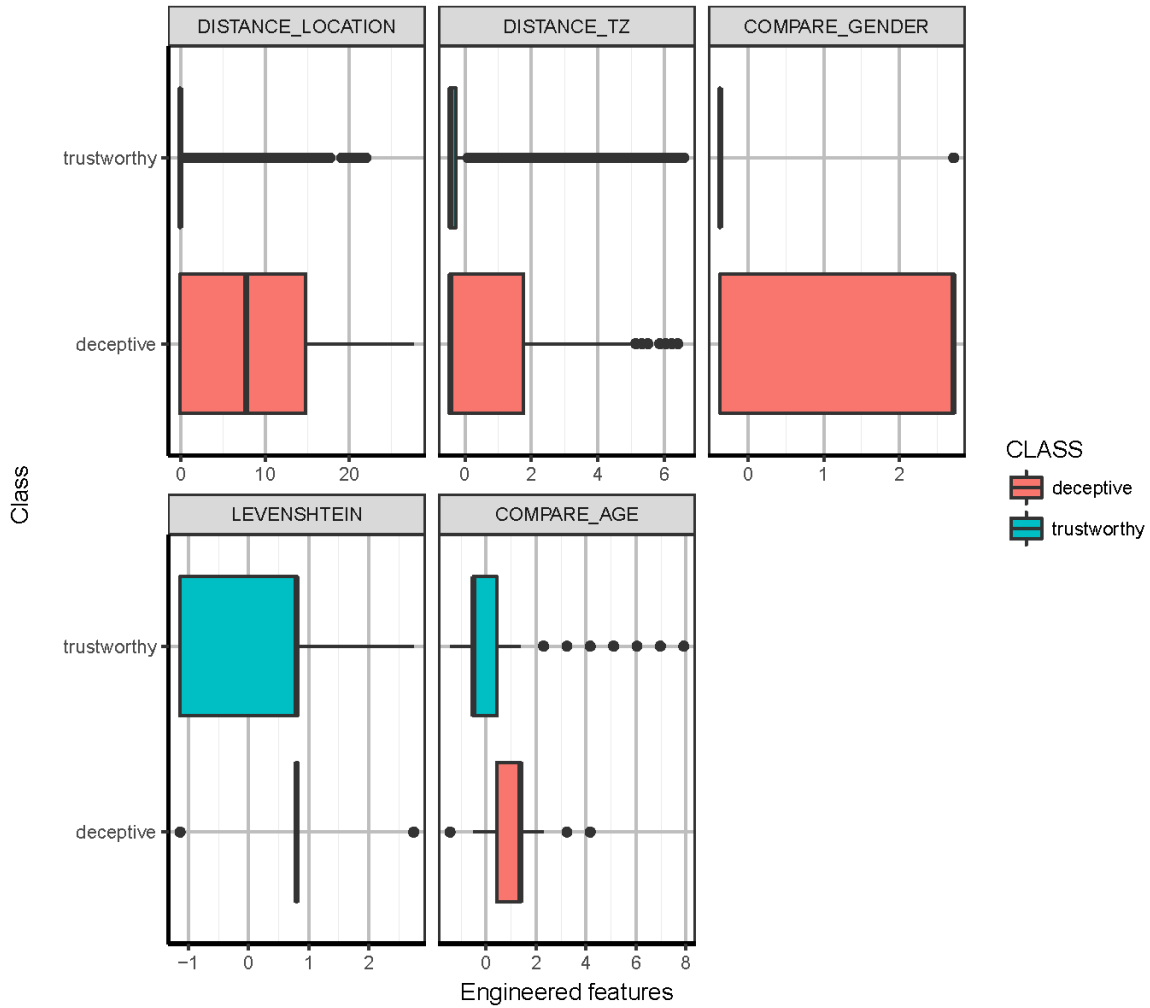 DISTANCE_LOCATION DISTANCE_TZ COMPARE_GENDER
trustworthy
deceptive
0 10 20 0 2 4 6 0 1 2
Class
LEVENSHTEIN COMPARE_AGE
trustworthy
deceptive
−1 0 1 2 0 2 4 6 8
Engineered features
CLASS
deceptive
trustworthy